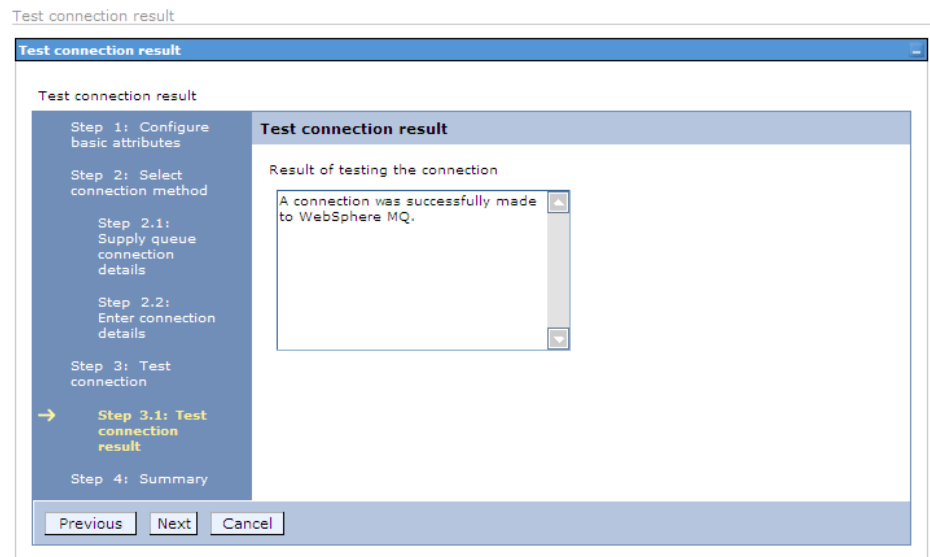 Test connection result
Test connection result
Test connection result
Step 1: Configure
basic attributes
Step 2: Select
connection method
Step 2.1:
Supply queue
connection
details
Step 2.2:
Enter connection
details
Step 3: Test
connection
Step 3.1: Test
connection
result
Step 4: Summary
Test connection result
Result of testing the connection
A connection was successfully made
to WebSphere MQ.
Previous Next Cancel